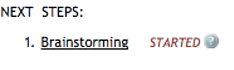 NEXT STEPS:
1. Brainstorming STARTED ?